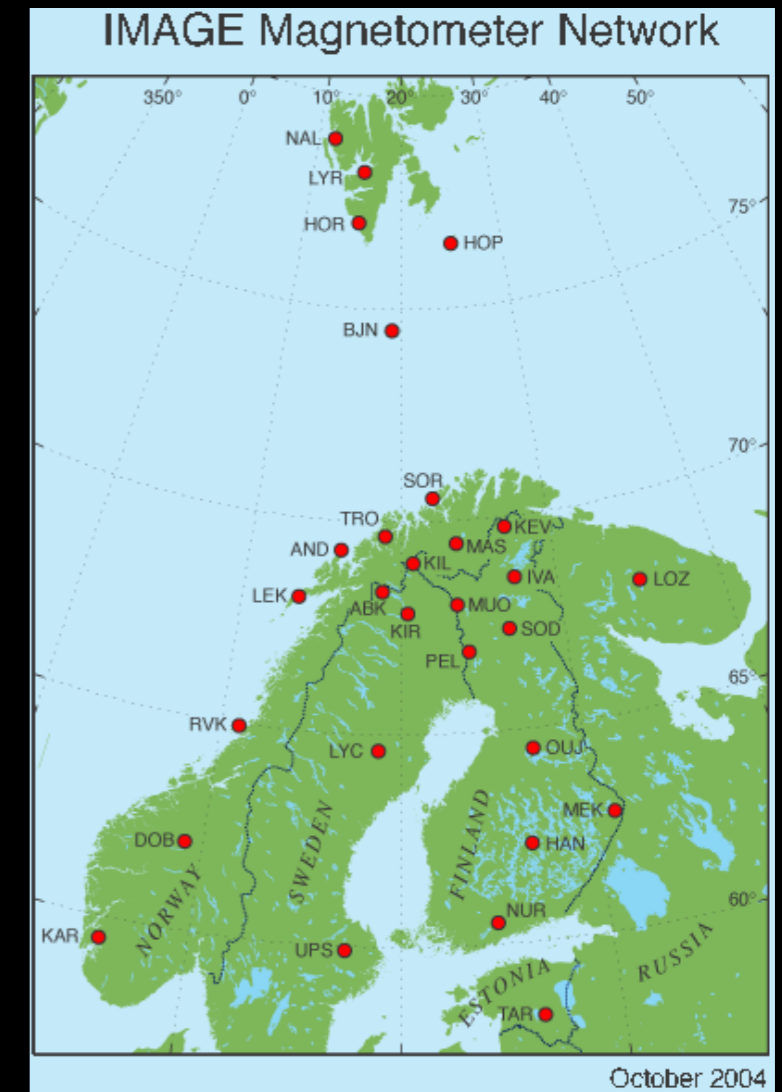 IMAGE Magnetometer Network
350° 0° 10° 20° 30° 40° 50°
NAL
LYR
75°
HOR
HOP
BJN
70°
SOR
TRO
KEV
AND
MAS
KIL
IVA
LOZ
LEK
ABK
MUO
KIR
SOD
PEL
65°
RVK
LYC
OUJ
MEK
DOB
HAN
SWEDEN
FINLAND
NORWAY
60°
NUR
KAR
UPS
RUSSIA
ESTONIA
TAR
October 2004